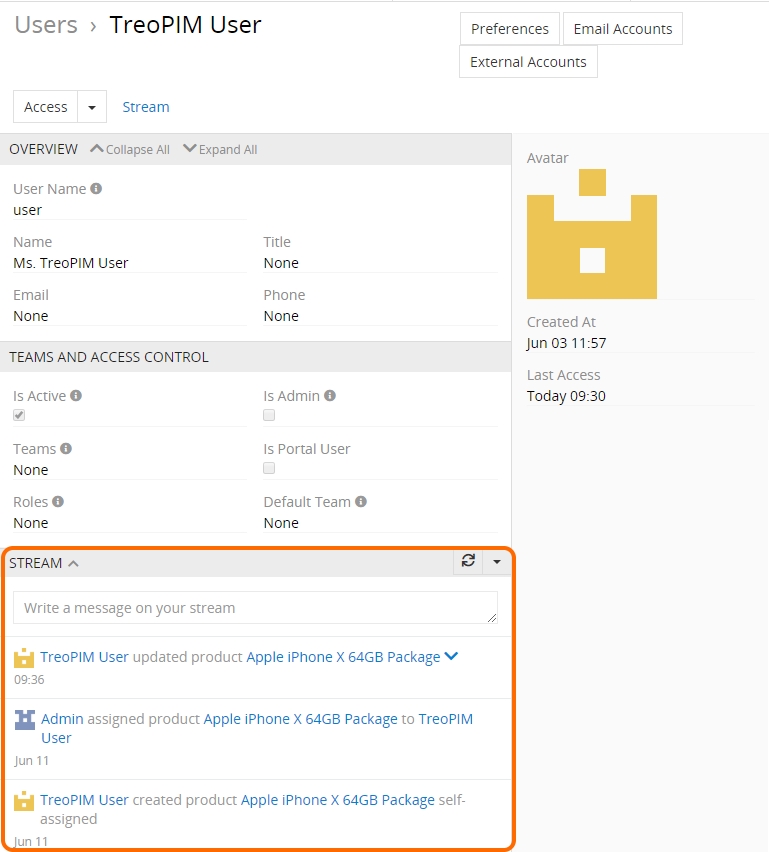 Users › TreoPIM User
Preferences
Email Accounts
External Accounts
Access
Stream
OVERVIEW Collapse All Expand All
User Name
user
Name
Ms. TreoPIM User
Title
None
Email
None
Phone
None
TEAMS AND ACCESS CONTROL
Is Active
Is Admin
Teams
None
Is Portal User
Roles
None
Default Team
None
STREAM
Write a message on your stream
TreoPIM User updated product Apple iPhone X 64GB Package
09:36
Admin assigned product Apple iPhone X 64GB Package to TreoPIM
User
Jun 11
TreoPIM User created product Apple iPhone X 64GB Package self-
assigned
Jun 11
Avatar
Created At
Jun 03 11:57
Last Access
Today 09:30